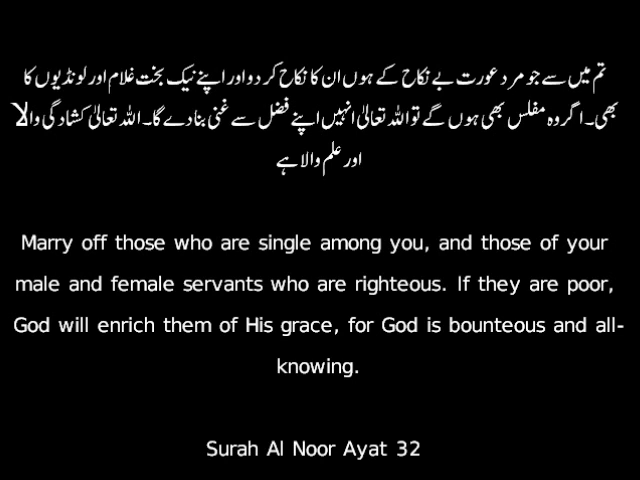 تم میں سے جو مرد عورت بے نکاح کے ہوں ان کا نکاح کر دو اور اپنے نیک بخت غلام اور لونڈیوں کا
بھی۔ اگر وہ مفلس بھی ہوں گے تو اللہ تعالیٰ انہیں اپنے فضل سے غنی بنا دے گا۔ اللہ تعالیٰ کشادگی والا
اور علم والا ہے
Marry off those who are single among you, and those of your
male and female servants who are righteous. If they are poor,
God will enrich them of His grace, for God is bounteous and all-
knowing.
Surah Al Noor Ayat 32